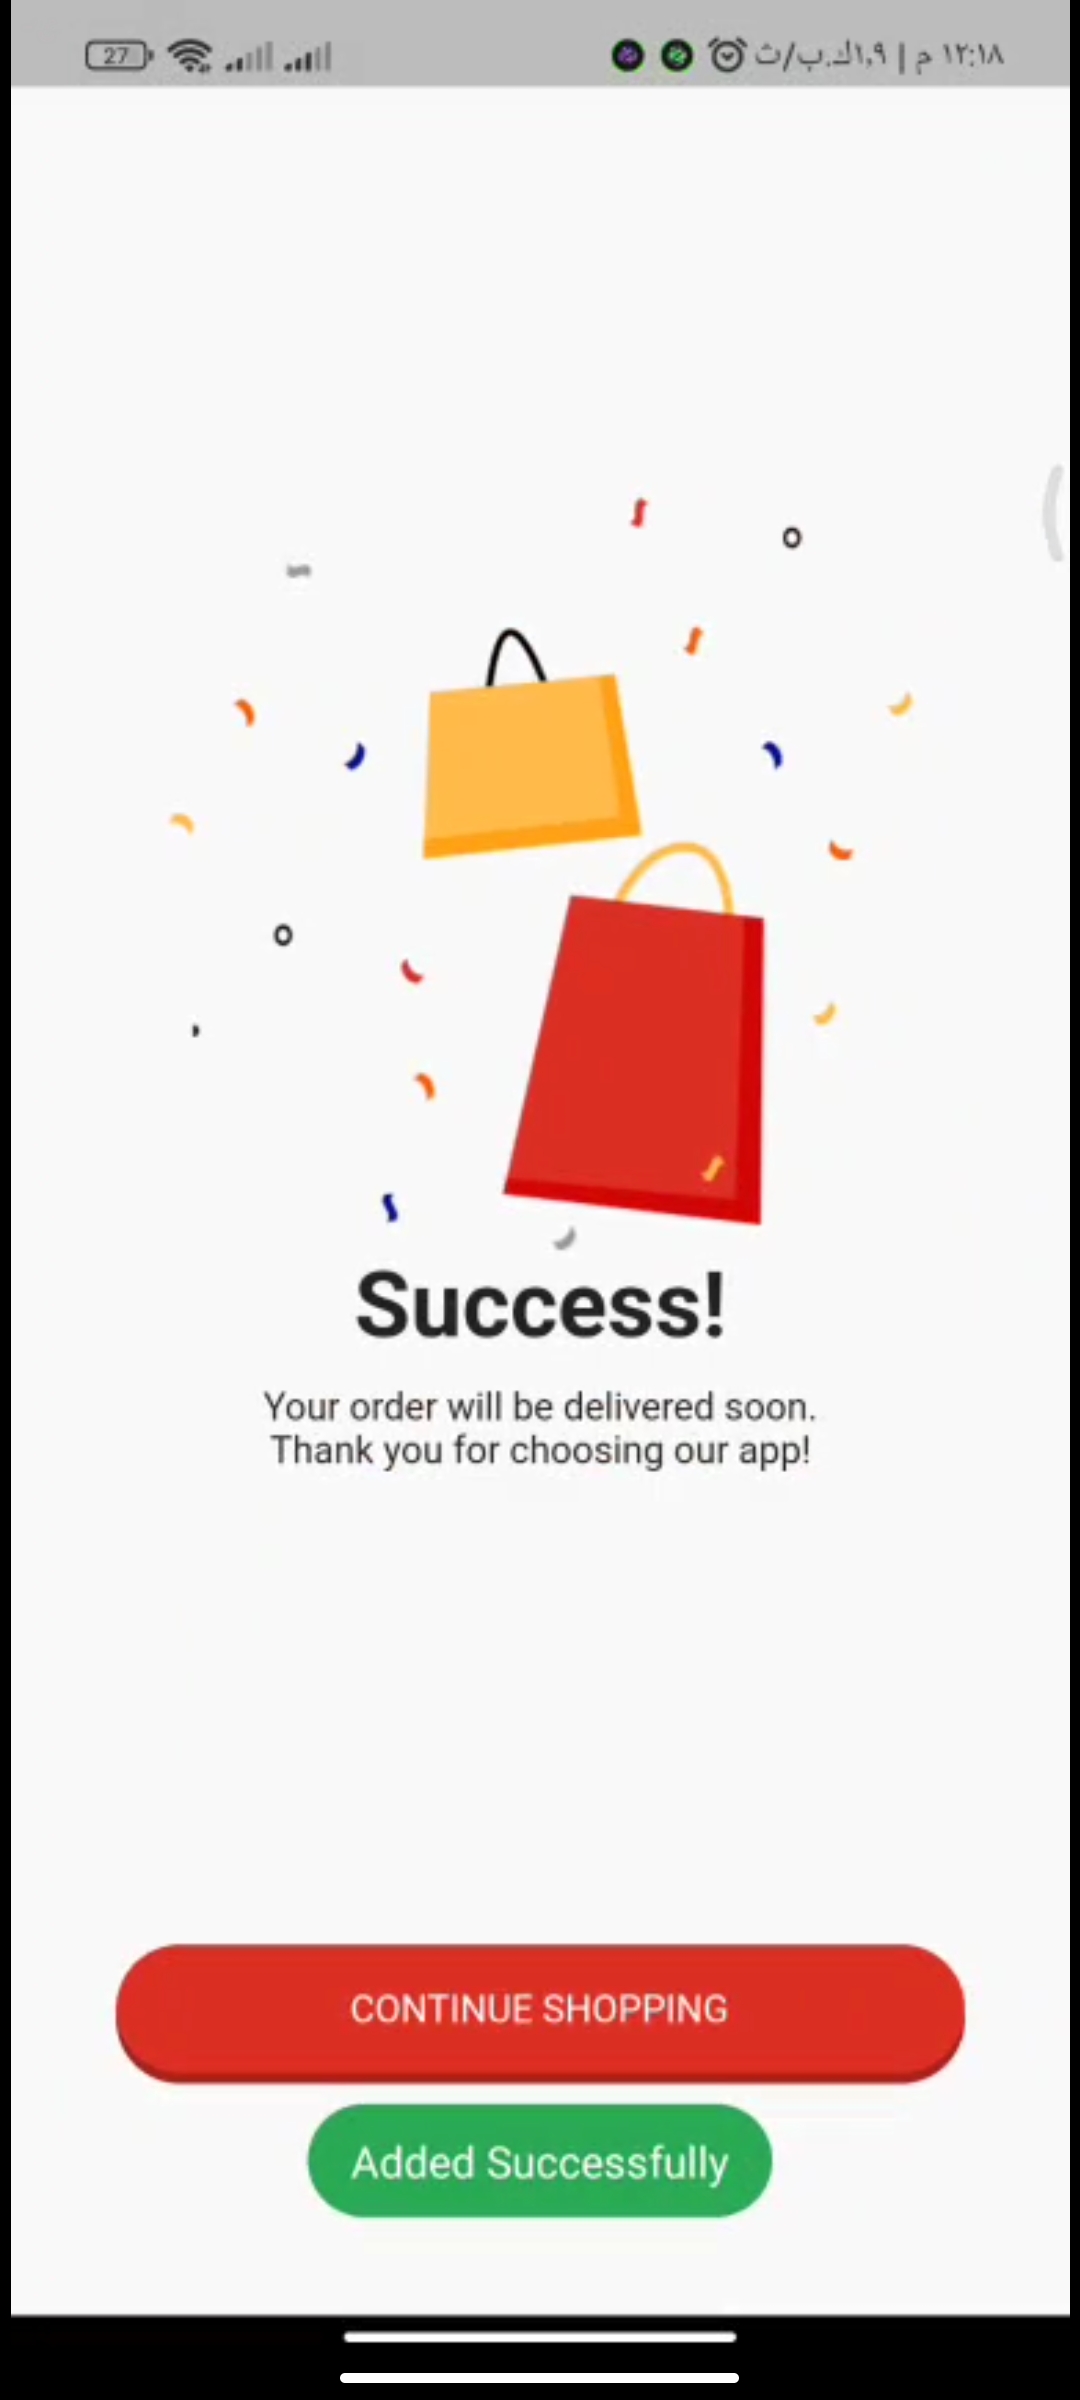 27
١٢:١٨ م | ١,٩ك.ب/ث
Success!
Your order will be delivered soon.
Thank you for choosing our app!
CONTINUE SHOPPING
Added Successfully